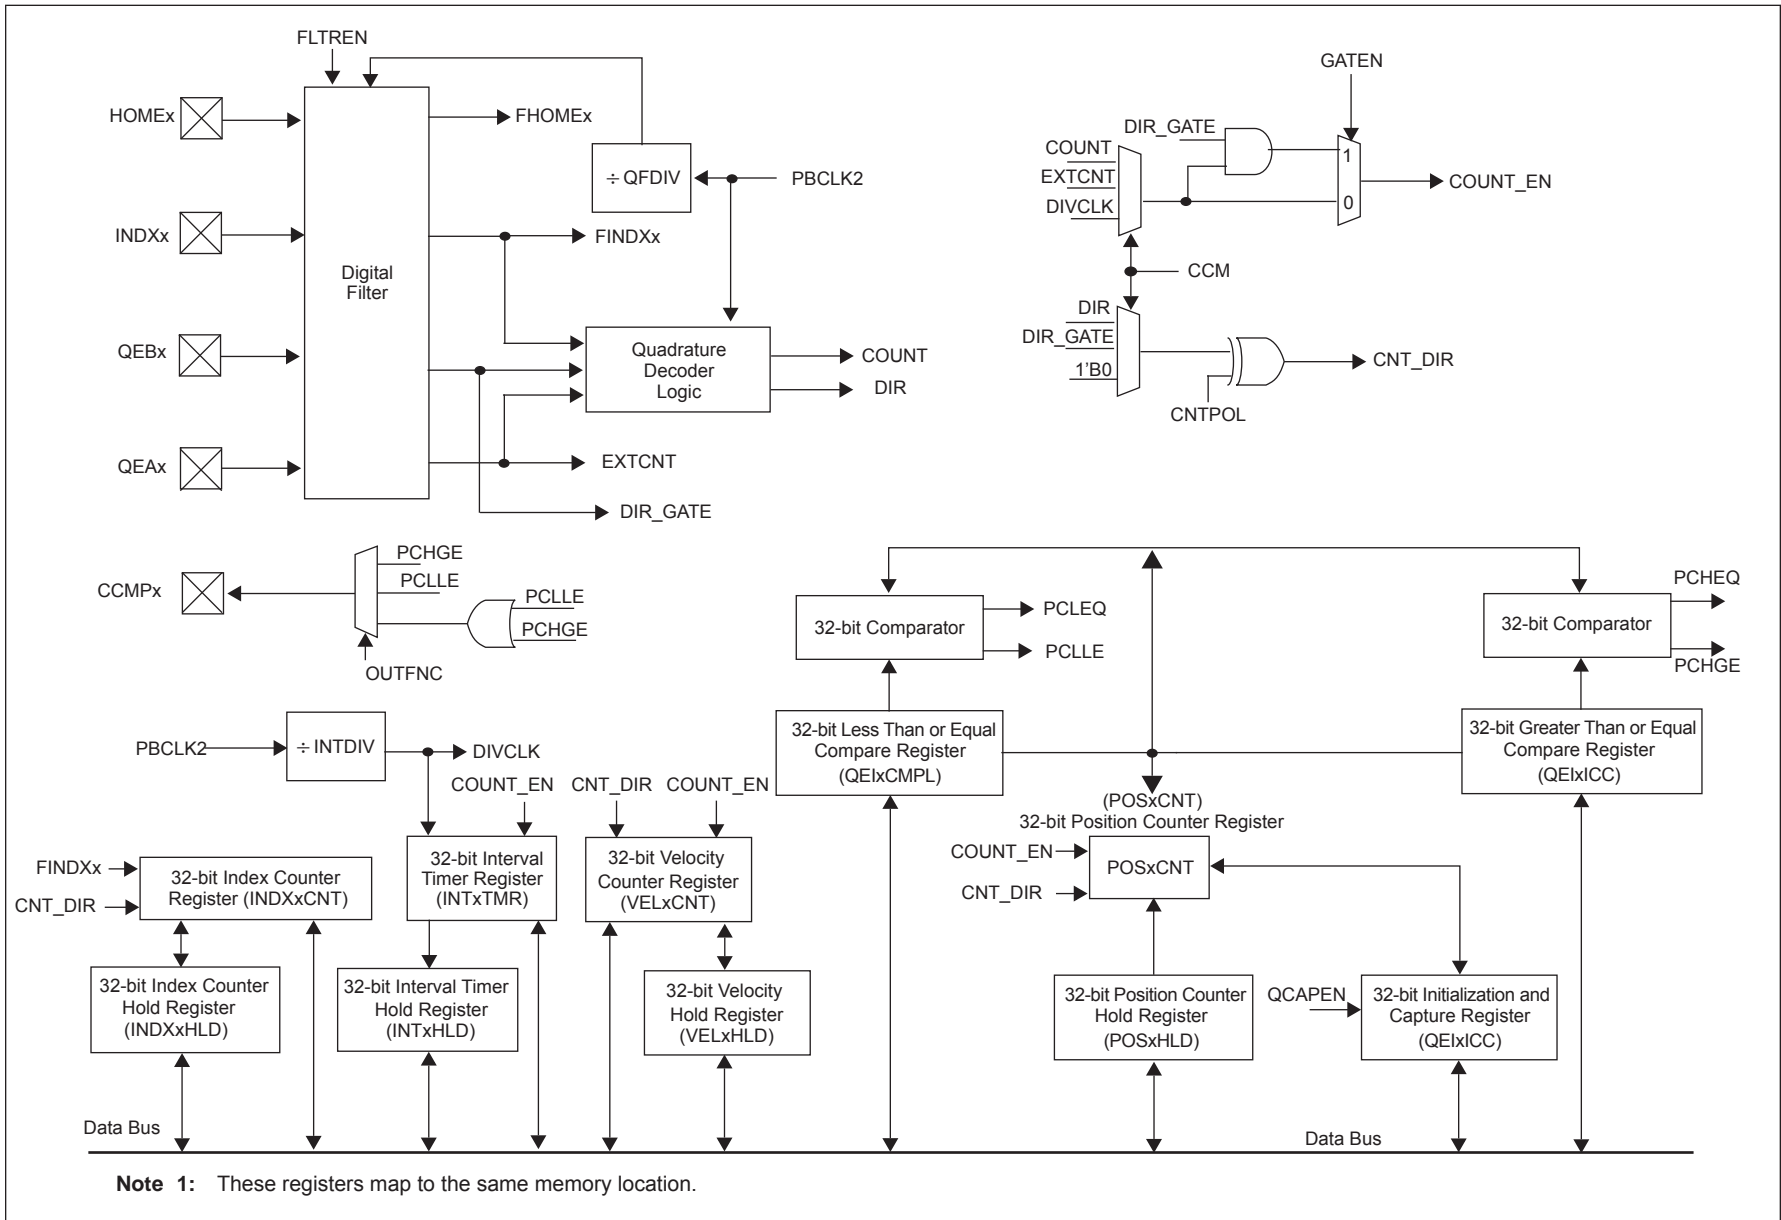 FLTREN
HOMEx
FHOMEx
÷ QFDIV
PBCLK2
INDXx
FINDXx
Digital
Filter
QEBx
Quadrature
Decoder
Logic
COUNT
DIR
QEAx
EXTCNT
DIR_GATE
GATEN
DIR_GATE
COUNT
EXTCNT
DIVCLK
1
0
COUNT_EN
CCM
DIR
DIR_GATE
1'B0
CNT_DIR
CNTPOL
CCMPx
PCHGE
PCLLE
PCLLE
PCHGE
OUTFNC
32-bit Comparator
PCLEQ
PCLLE
32-bit Comparator
PCHEQ
PCHGE
32-bit Less Than or Equal
Compare Register
(QEIxCMPL)
32-bit Greater Than or Equal
Compare Register
(QEIxICC)
PBCLK2
÷ INTDIV
DIVCLK
COUNT_EN
CNT_DIR
COUNT_EN
(POSxCNT)
32-bit Position Counter Register
COUNT_EN
CNT_DIR
POSxCNT
FINDXx
CNT_DIR
32-bit Index Counter
Register (INDXxCNT)
32-bit Interval
Timer Register
(INTxTMR)
32-bit Velocity
Counter Register
(VELxCNT)
32-bit Index Counter
Hold Register
(INDXxHLD)
32-bit Interval Timer
Hold Register
(INTxHLD)
32-bit Velocity
Hold Register
(VELxHLD)
32-bit Position Counter
Hold Register
(POSxHLD)
QCAPEN
32-bit Initialization and
Capture Register
(QEIxICC)
Data Bus
Data Bus
Note 1: These registers map to the same memory location.